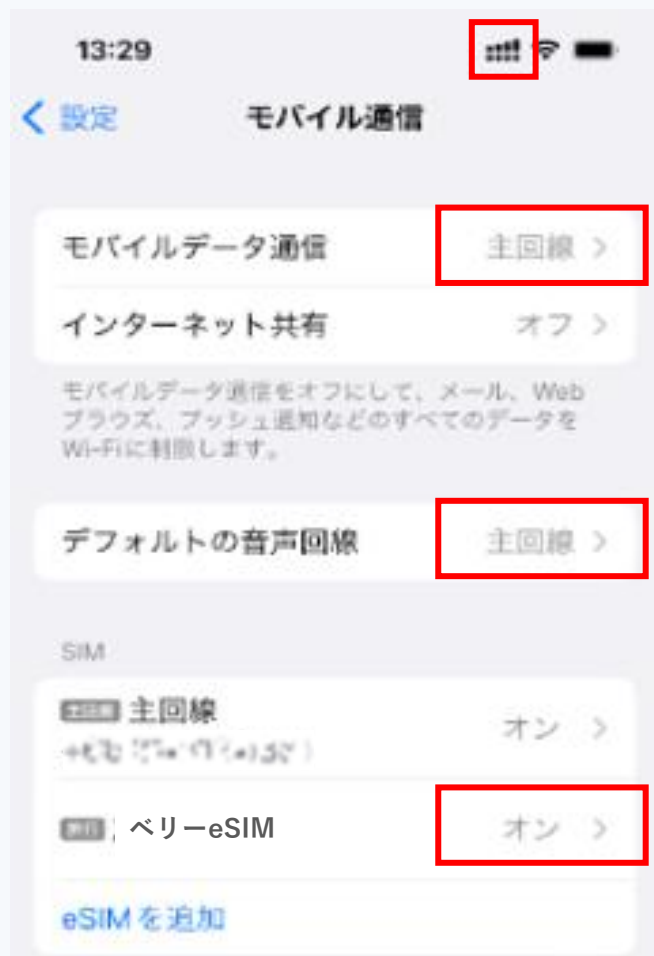 13:29
設定 モバイル通信
モバイルデータ通信 主回線
インターネット共有 オフ
モバイルデータ通信をオフにして、メール、Web
ブラウズ、プッシュ通知などのすべてのデータを
Wi-Fiに制限します。
デフォルトの音声回線 主回線
SIM
主回線 オン
ベリーeSIM オン
eSIMを追加